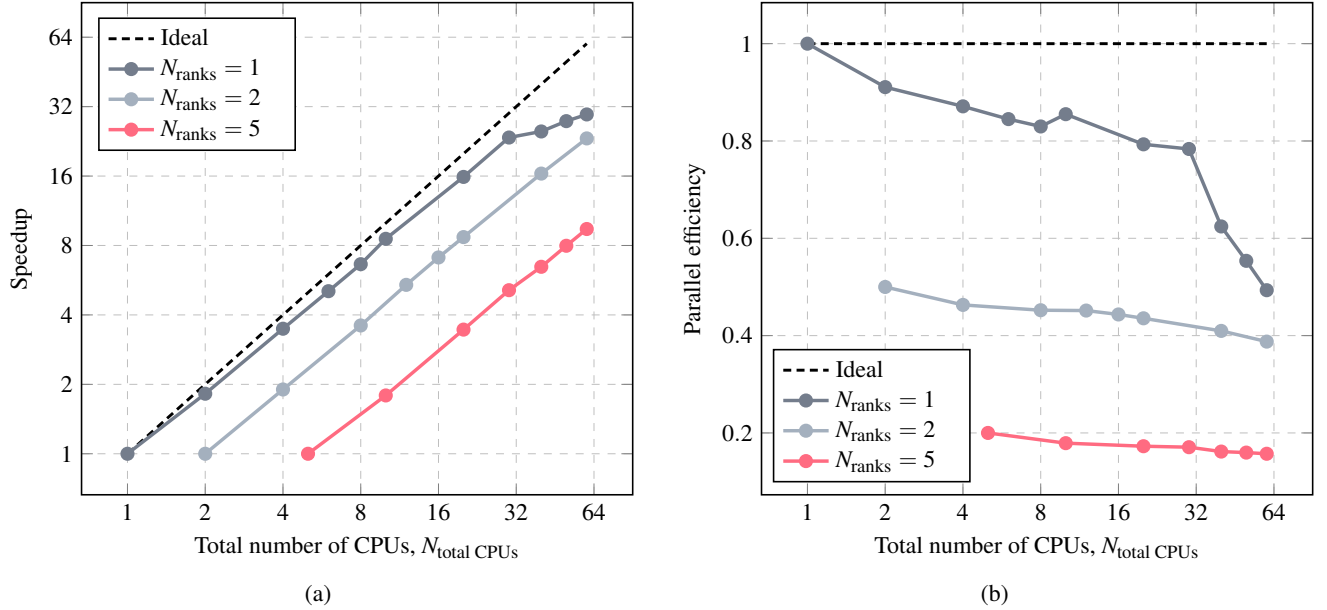 64
32
16
8
4
2
1
Speedup
Ideal
N_ranks = 1
N_ranks = 2
N_ranks = 5
1 2 4 8 16 32 64
Total number of CPUs, N_total CPUs
(a)
1
0.8
0.6
0.4
0.2
Parallel efficiency
Ideal
N_ranks = 1
N_ranks = 2
N_ranks = 5
1 2 4 8 16 32 64
Total number of CPUs, N_total CPUs
(b)